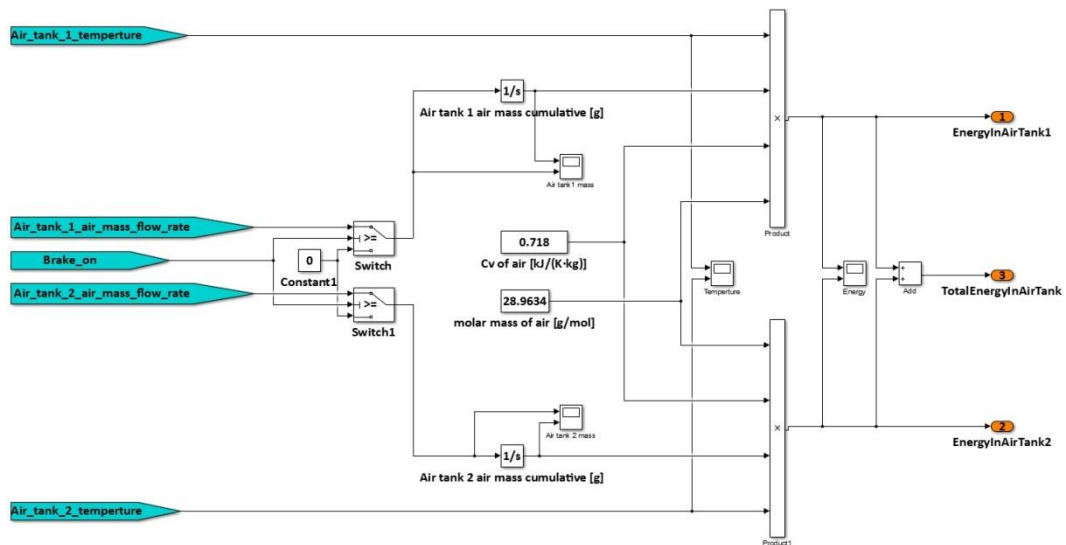 Air_tank_1_temperture
1/s
Air tank 1 air mass cumulative [g]
×
1
EnergyInAirTank1
Air tank1 mass
Air_tank_1_air_mass_flow_rate
>=
Switch
Product
Brake_on
0
Constant1
0.718
Cv of air [kJ/(K·kg)]
Temperture
Energy
+
+
Add
3
TotalEnergyInAirTank
Air_tank_2_air_mass_flow_rate
>=
Switch1
28.9634
molar mass of air [g/mol]
Air tank 2 mass
×
2
EnergyInAirTank2
1/s
Air tank 2 air mass cumulative [g]
Air_tank_2_temperture
Product1